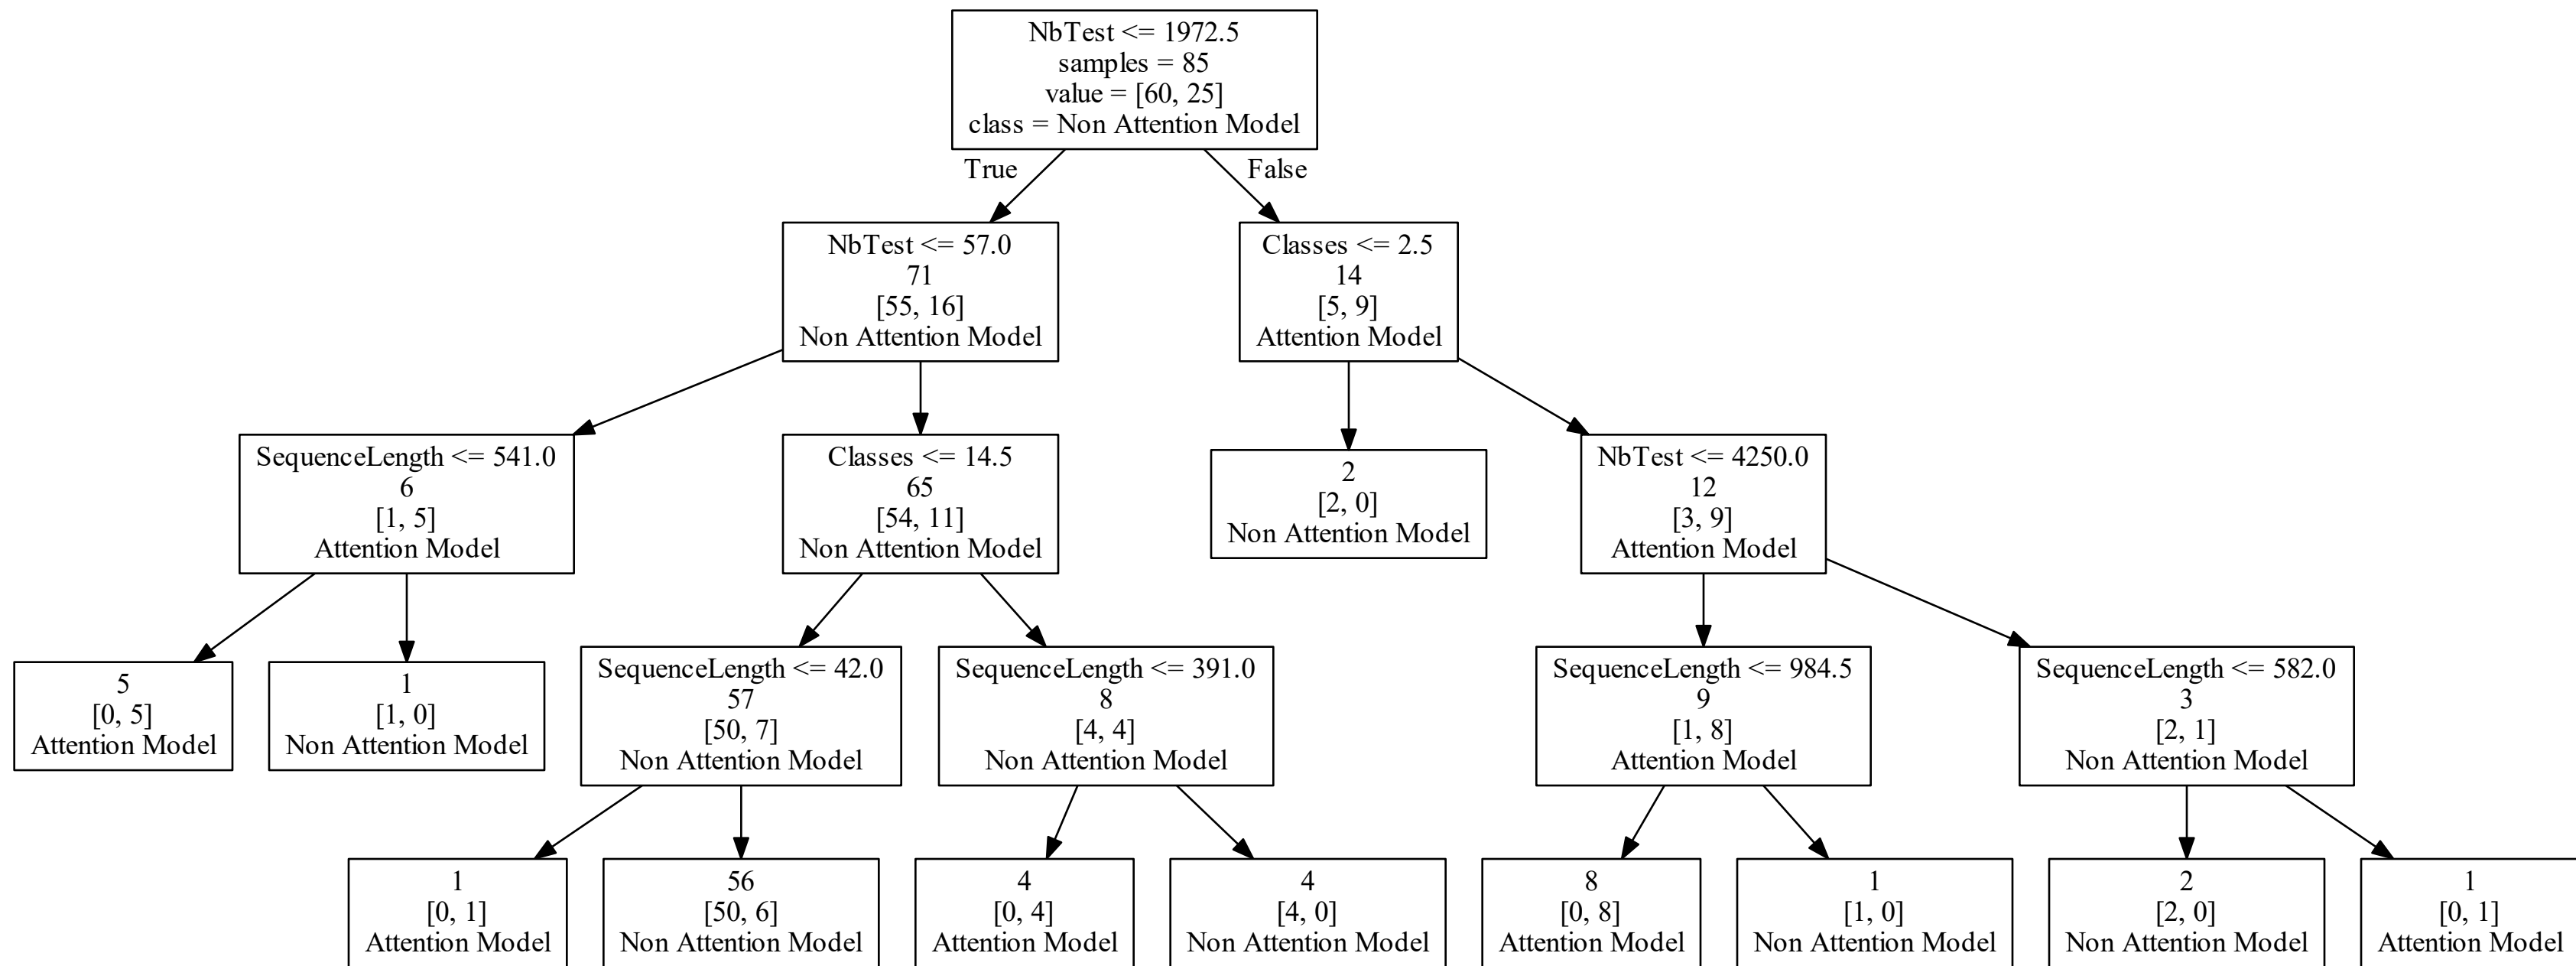 NbTest <= 1972.5
samples = 85
value = [60, 25]
class = Non Attention Model
True
False
NbTest <= 57.0
71
[55, 16]
Non Attention Model
Classes <= 2.5
14
[5, 9]
Attention Model
SequenceLength <= 541.0
6
[1, 5]
Attention Model
Classes <= 14.5
65
[54, 11]
Non Attention Model
2
[2, 0]
Non Attention Model
NbTest <= 4250.0
12
[3, 9]
Attention Model
5
[0, 5]
Attention Model
1
[1, 0]
Non Attention Model
SequenceLength <= 42.0
57
[50, 7]
Non Attention Model
SequenceLength <= 391.0
8
[4, 4]
Non Attention Model
SequenceLength <= 984.5
9
[1, 8]
Attention Model
SequenceLength <= 582.0
3
[2, 1]
Non Attention Model
1
[0, 1]
Attention Model
56
[50, 6]
Non Attention Model
4
[0, 4]
Attention Model
4
[4, 0]
Non Attention Model
8
[0, 8]
Attention Model
1
[1, 0]
Non Attention Model
2
[2, 0]
Non Attention Model
1
[0, 1]
Attention Model